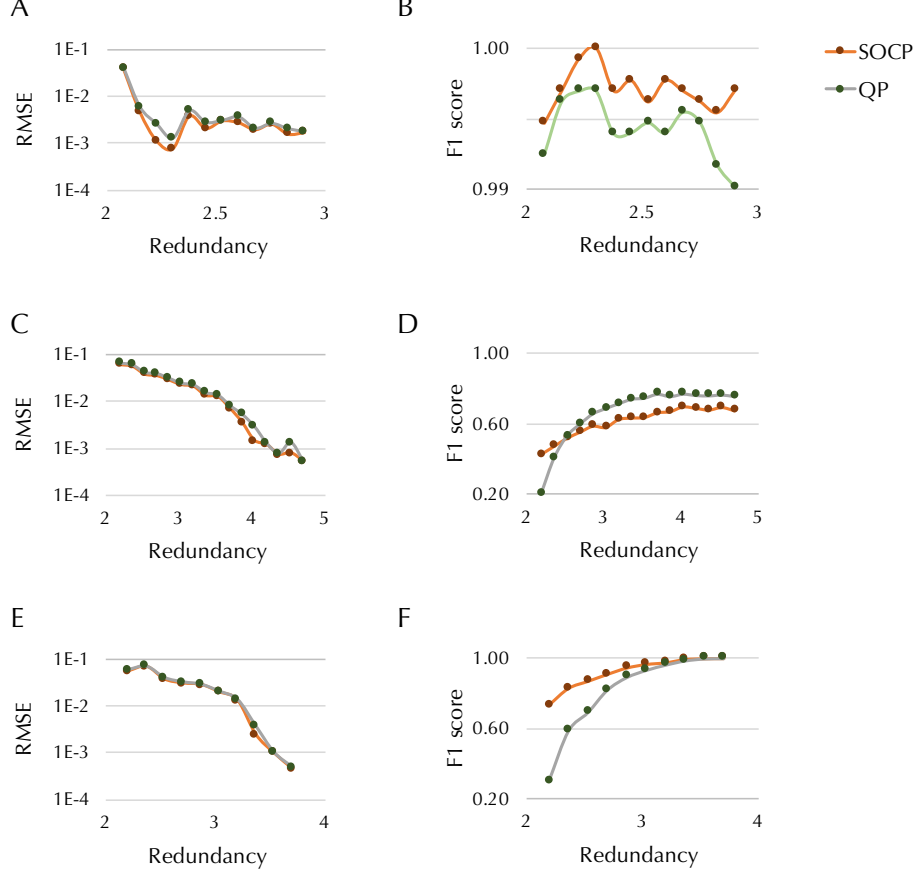 A
1E-1
1E-2
1E-3
1E-4
RMSE
2
2.5
3
Redundancy
B
1.00
0.99
F1 score
2
2.5
3
Redundancy
SOCP
QP
C
1E-1
1E-2
1E-3
1E-4
RMSE
2
3
4
5
Redundancy
D
1.00
0.60
0.20
F1 score
2
3
4
5
Redundancy
E
1E-1
1E-2
1E-3
1E-4
RMSE
2
3
4
Redundancy
F
1.00
0.60
0.20
F1 score
2
3
4
Redundancy